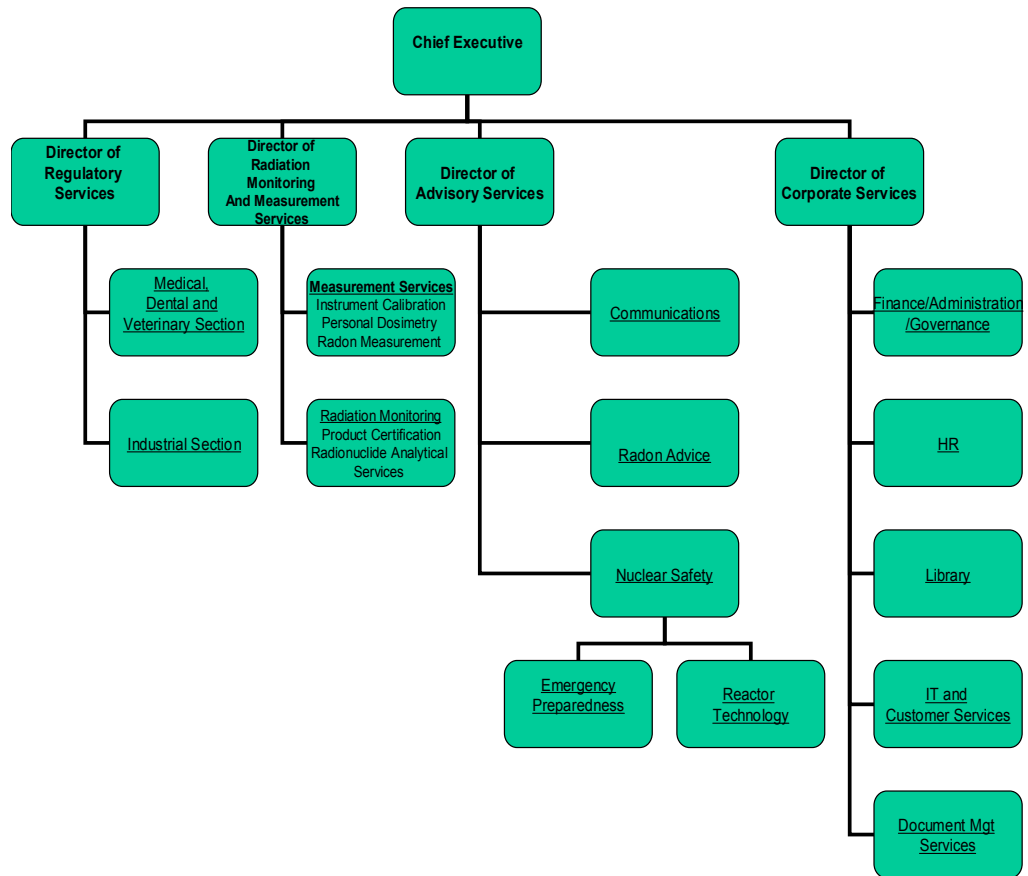 Chief Executive
Director of
Regulatory
Services
Director of
Radiation
Monitoring
And Measurement
Services
Director of
Advisory Services
Director of
Corporate Services
Medical,
Dental and
Veterinary Section
Measurement Services
Instrument Calibration
Personal Dosimetry
Radon Measurement
Communications
Finance/Administration
/Governance
Industrial Section
Radiation Monitoring
Product Certification
Radionuclide Analytical
Services
Radon Advice
HR
Nuclear Safety
Library
Emergency
Preparedness
Reactor
Technology
IT and
Customer Services
Document Mgt
Services